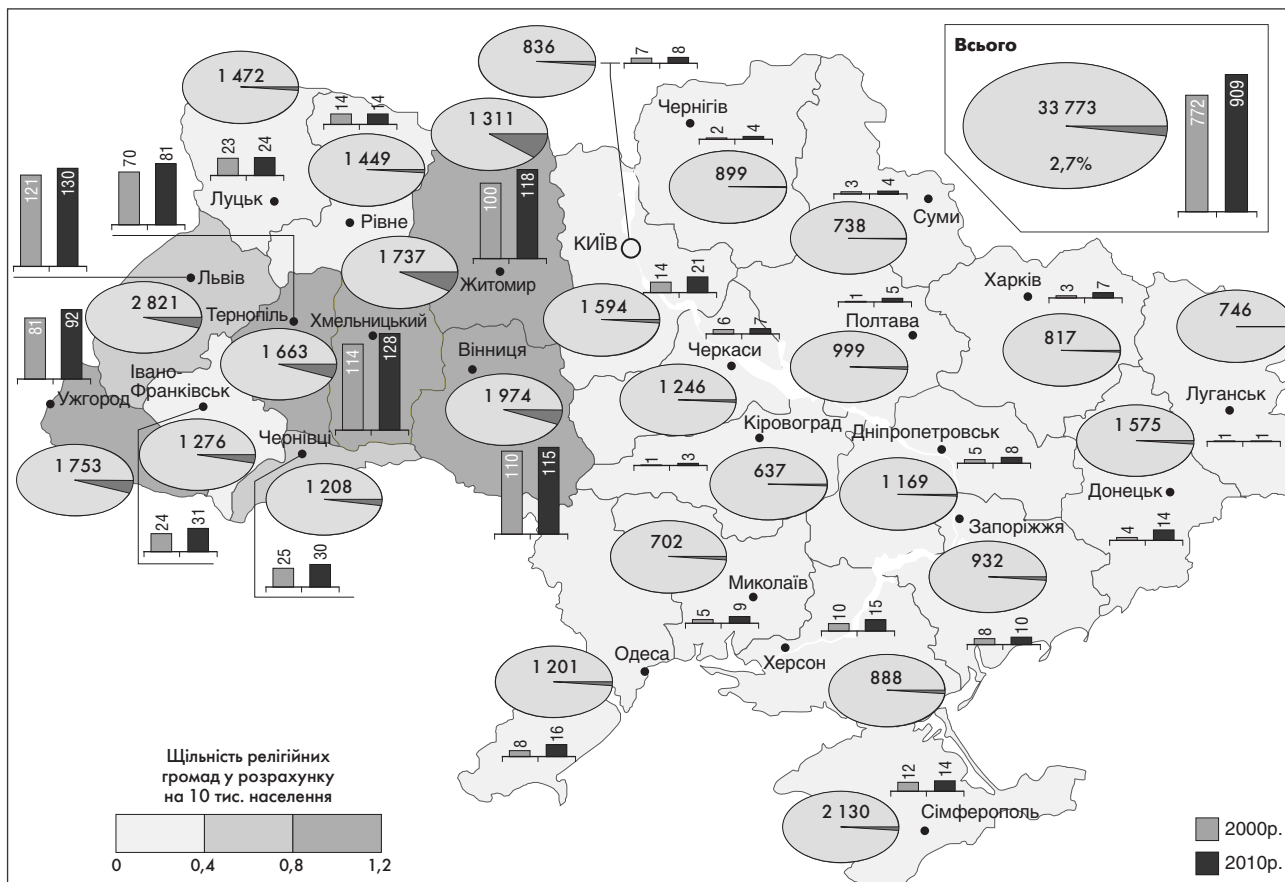 836
7
8
Всього
33 773
2,7%
772
909
1 472
14
14
1 311
Чернігів
2
4
899
23
24
Луцьк
1 449
Рівне
100
118
3
4
Суми
738
121
130
70
81
КИЇВ
14
21
1 737
Житомир
1 594
1
5
Полтава
999
Харків
3
7
817
746
Львів
2 821
Тернопіль
Хмельницький
1 663
114
128
Вінниця
1 974
6
7
Черкаси
1 246
81
92
Івано-
Франківськ
Ужгород
1 276
Чернівці
1 208
1 753
Кіровоград
1
3
637
Дніпропетровськ
5
8
1 169
Луганськ
1
1
1 575
Донецьк
4
14
24
31
25
30
110
115
702
Миколаїв
5
9
Запоріжжя
932
8
10
10
15
Херсон
888
Одеса
1 201
8
16
12
14
2 130
Сімферополь
Щільність релігійних
громад у розрахунку
на 10 тис. населення
0
0,4
0,8
1,2
2000р.
2010р.